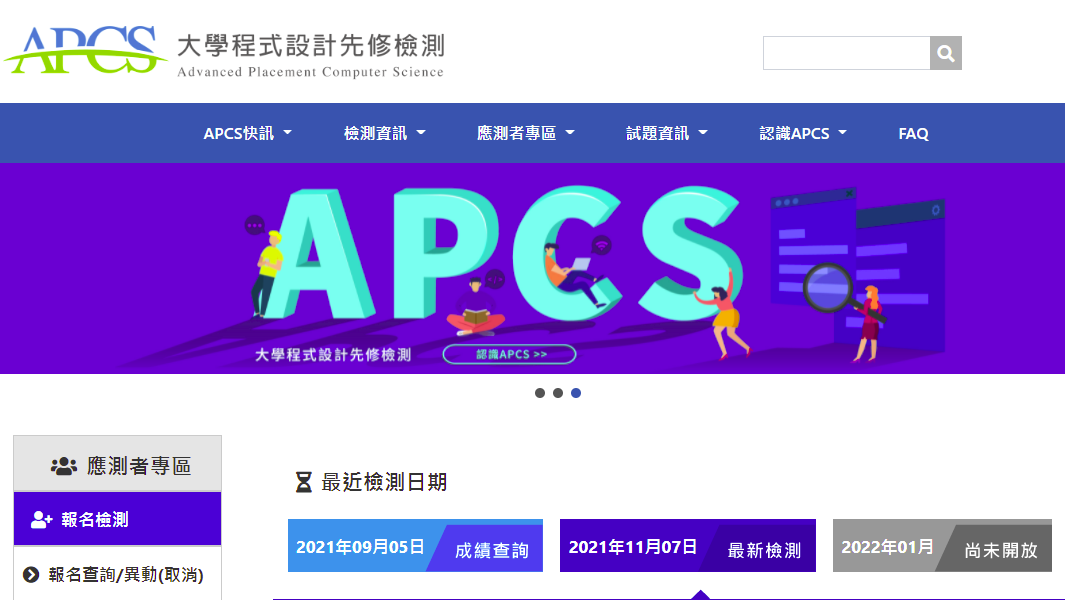 APCS 大學程式設計先修檢測
Advanced Placement Computer Science
APCS快訊 檢測資訊 應測者專區 試題資訊 認識APCS FAQ
APCS
大學程式設計先修檢測 認識APCS >>
應測者專區
報名檢測
報名查詢/異動(取消)
最近檢測日期
2021年09月05日 成績查詢
2021年11月07日 最新檢測
2022年01月 尚未開放